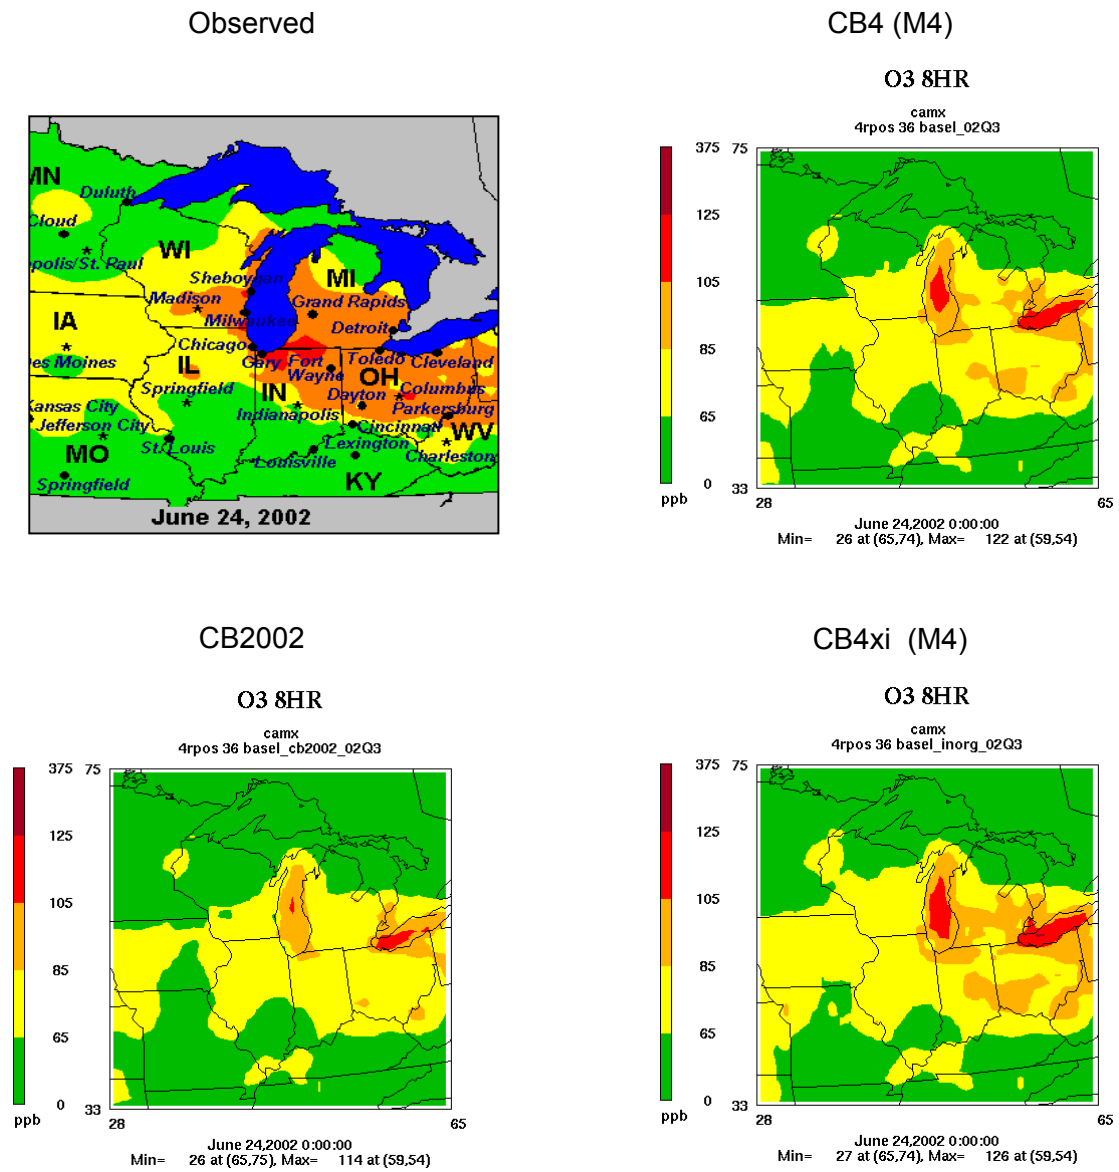 Observed
MN
Duluth
Cloud
WI
opolis/St. Paul
Sheboygan
MI
Madison
Grand Rapids
IA
Milwaukee
Detroit
Chicago
Toledo
Cleveland
es Moines
Gary
Fort
IL
Wayne
OH
Springfield
IN
Columbus
Kansas City
Dayton
Indianapolis
Parkersburg
Jefferson City
Cincinnati
WV
St. Louis
Lexington
MO
Louisville
Charleston
Springfield
KY
June 24, 2002
CB4 (M4)
O3 8HR
camx
4rpos 36 baseI_02Q3
375
75
125
105
85
65
0
ppb
33
28
65
June 24,2002 0:00:00
Min= 26 at (65,74), Max= 122 at (59,54)
CB2002
O3 8HR
camx
4rpos 36 baseI_cb2002_02Q3
375
75
125
105
85
65
0
ppb
33
28
65
June 24,2002 0:00:00
Min= 26 at (65,75), Max= 114 at (59,54)
CB4xi (M4)
O3 8HR
camx
4rpos 36 baseI_inorg_02Q3
375
75
125
105
85
65
0
ppb
33
28
65
June 24,2002 0:00:00
Min= 27 at (65,74), Max= 126 at (59,54)